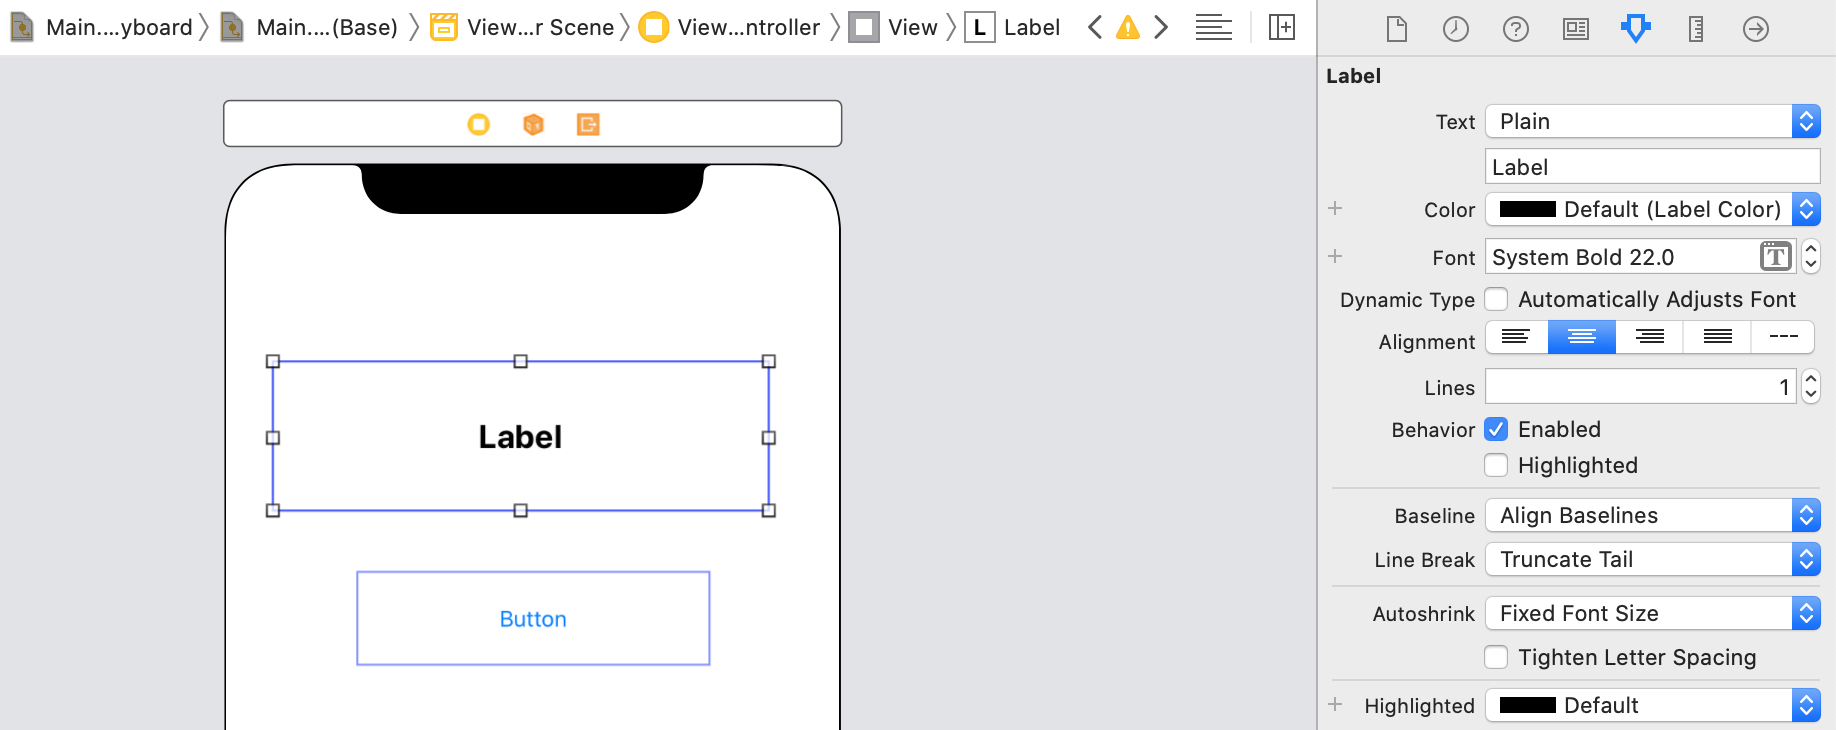 Main....yboard Main....(Base) View...r Scene View...ntroller View L Label
Label
Text Plain
Label
Color Default (Label Color)
Font System Bold 22.0 T
Dynamic Type Automatically Adjusts Font
Alignment
Lines 1
Behavior Enabled
Highlighted
Baseline Align Baselines
Line Break Truncate Tail
Autoshrink Fixed Font Size
Tighten Letter Spacing
Highlighted Default
Label
Button